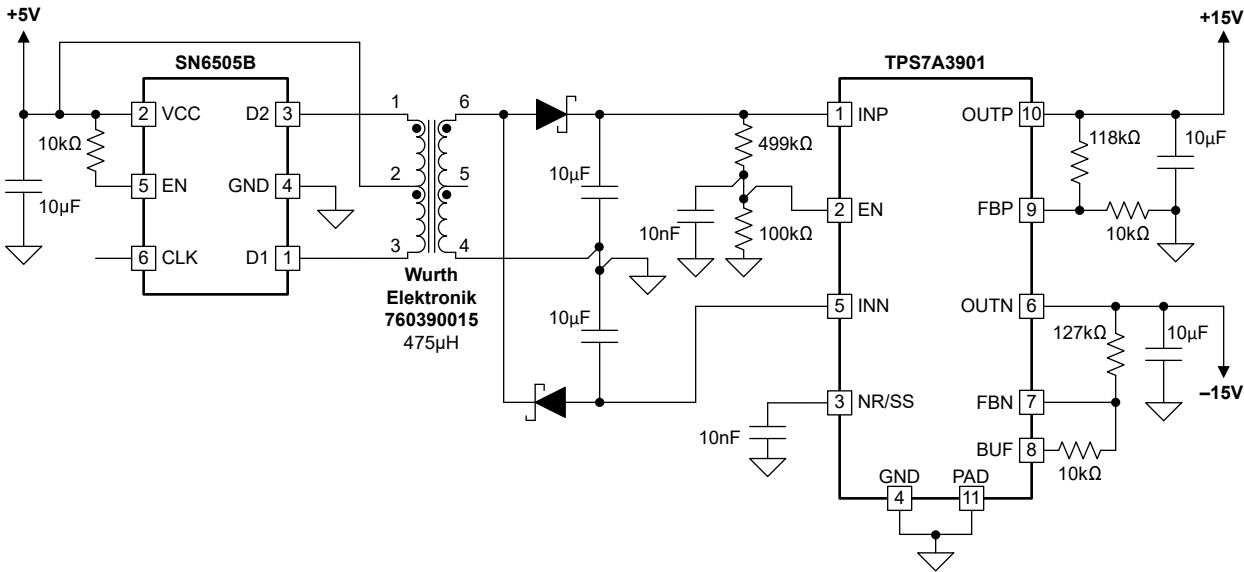 +5V
SN6505B
2 VCC
D2 3
10kΩ
5 EN
GND 4
10µF
6 CLK
D1 1
1
6
2
5
3
4
Wurth
Elektronik
760390015
475µH
10µF
10µF
499kΩ
10nF
100kΩ
10nF
TPS7A3901
1 INP
OUTP 10
2 EN
FBP 9
5 INN
OUTN 6
3 NR/SS
FBN 7
BUF 8
GND
4
PAD
11
+15V
118kΩ
10µF
10kΩ
127kΩ
10µF
–15V
10kΩ